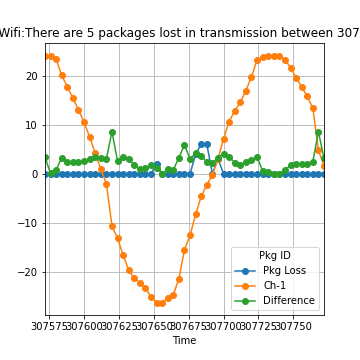 Wifi:There are 5 packages lost in transmission between 307
20
10
0
−10
−20
307575
307600
307625
307650
307675
307700
307725
307750
Time
Pkg ID
Pkg Loss
Ch-1
Difference